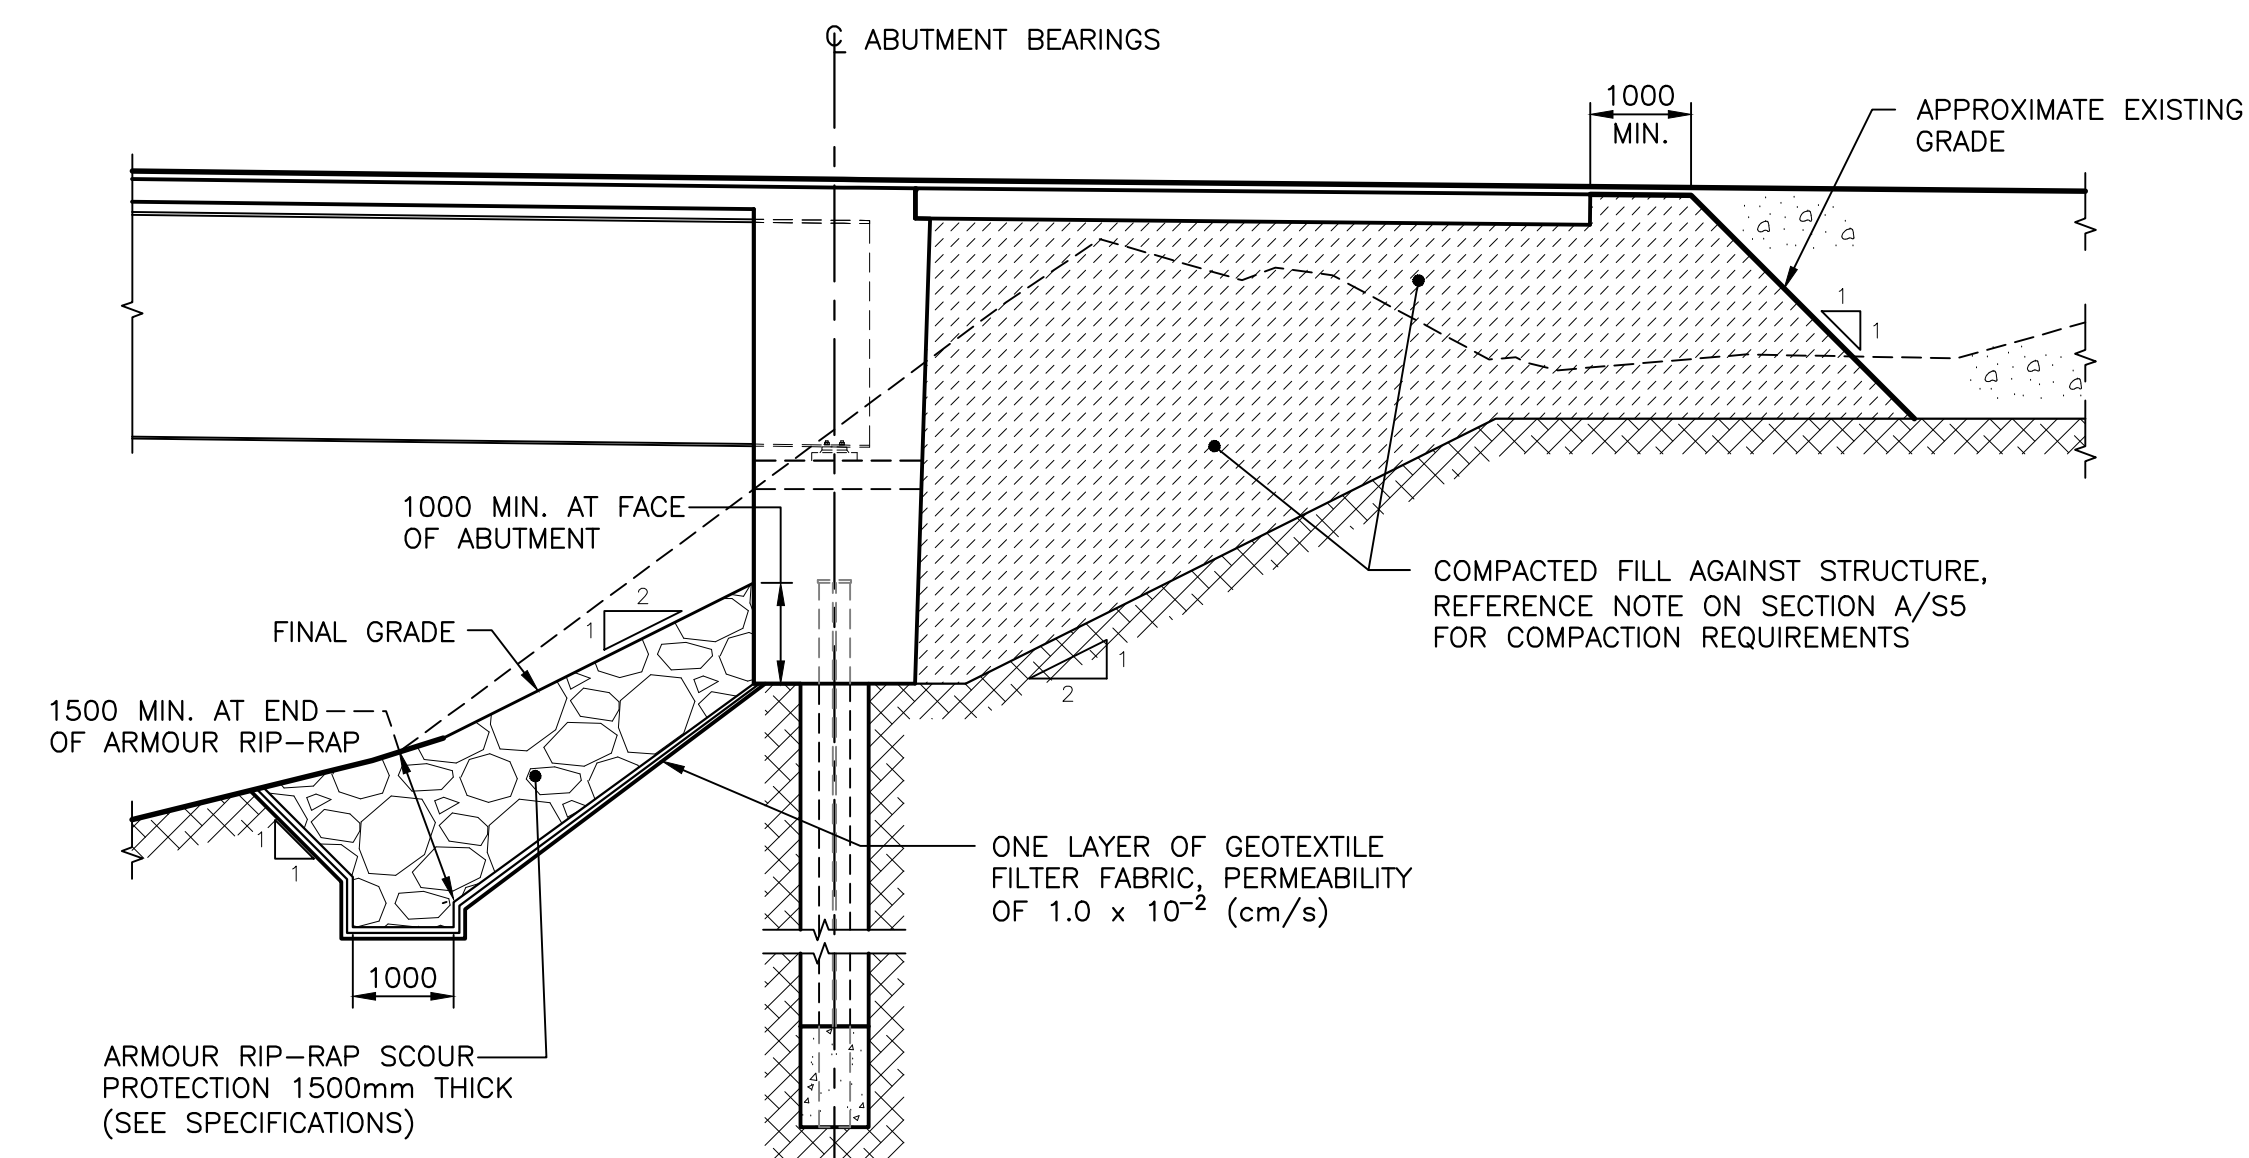 ℄ ABUTMENT BEARINGS
1000
MIN.
APPROXIMATE EXISTING
GRADE
1
1
1000 MIN. AT FACE
OF ABUTMENT
2
1
FINAL GRADE
COMPACTED FILL AGAINST STRUCTURE,
REFERENCE NOTE ON SECTION A/S5
FOR COMPACTION REQUIREMENTS
1
2
1500 MIN. AT END
OF ARMOUR RIP-RAP
1
1
ONE LAYER OF GEOTEXTILE
FILTER FABRIC, PERMEABILITY
OF 1.0 x 10⁻² (cm/s)
1000
ARMOUR RIP-RAP SCOUR
PROTECTION 1500mm THICK
(SEE SPECIFICATIONS)